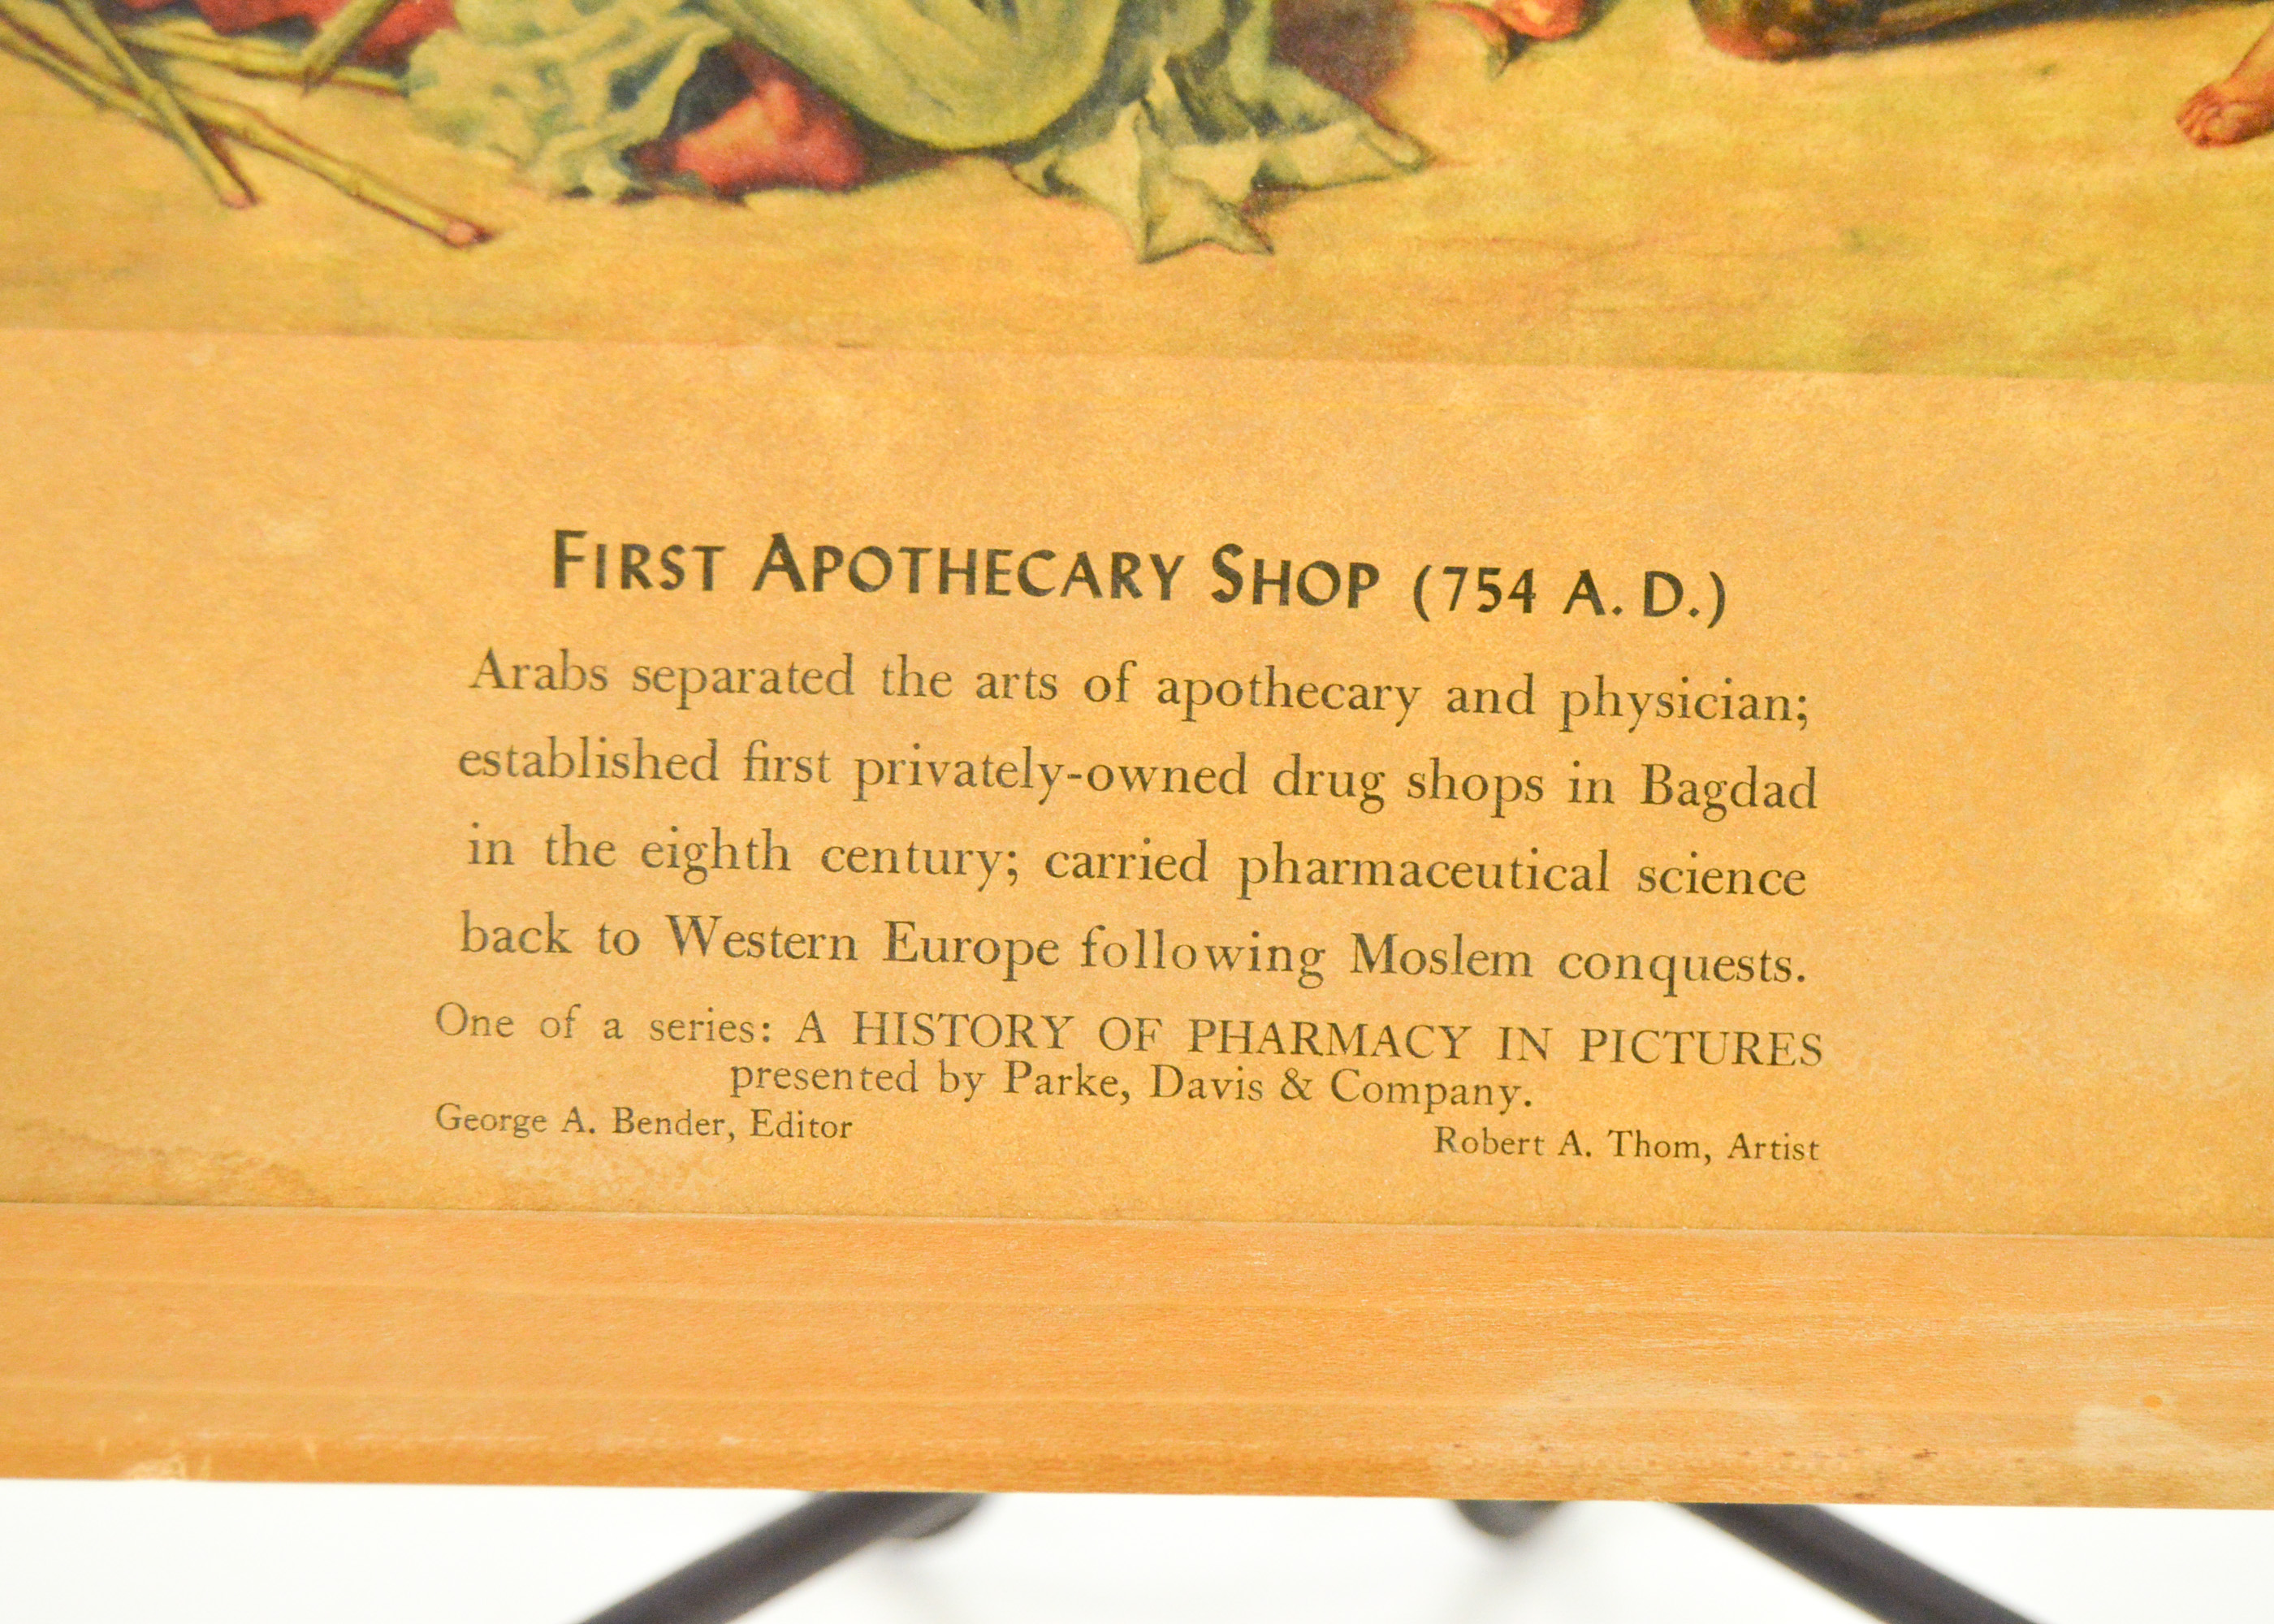 FIRST APOTHECARY SHOP (754 A. D.)
Arabs separated the arts of apothecary and physician;
established first privately-owned drug shops in Bagdad
in the eighth century; carried pharmaceutical science
back to Western Europe following Moslem conquests.
One of a series: A HISTORY OF PHARMACY IN PICTURES
presented by Parke, Davis & Company.
George A. Bender, Editor
Robert A. Thom, Artist